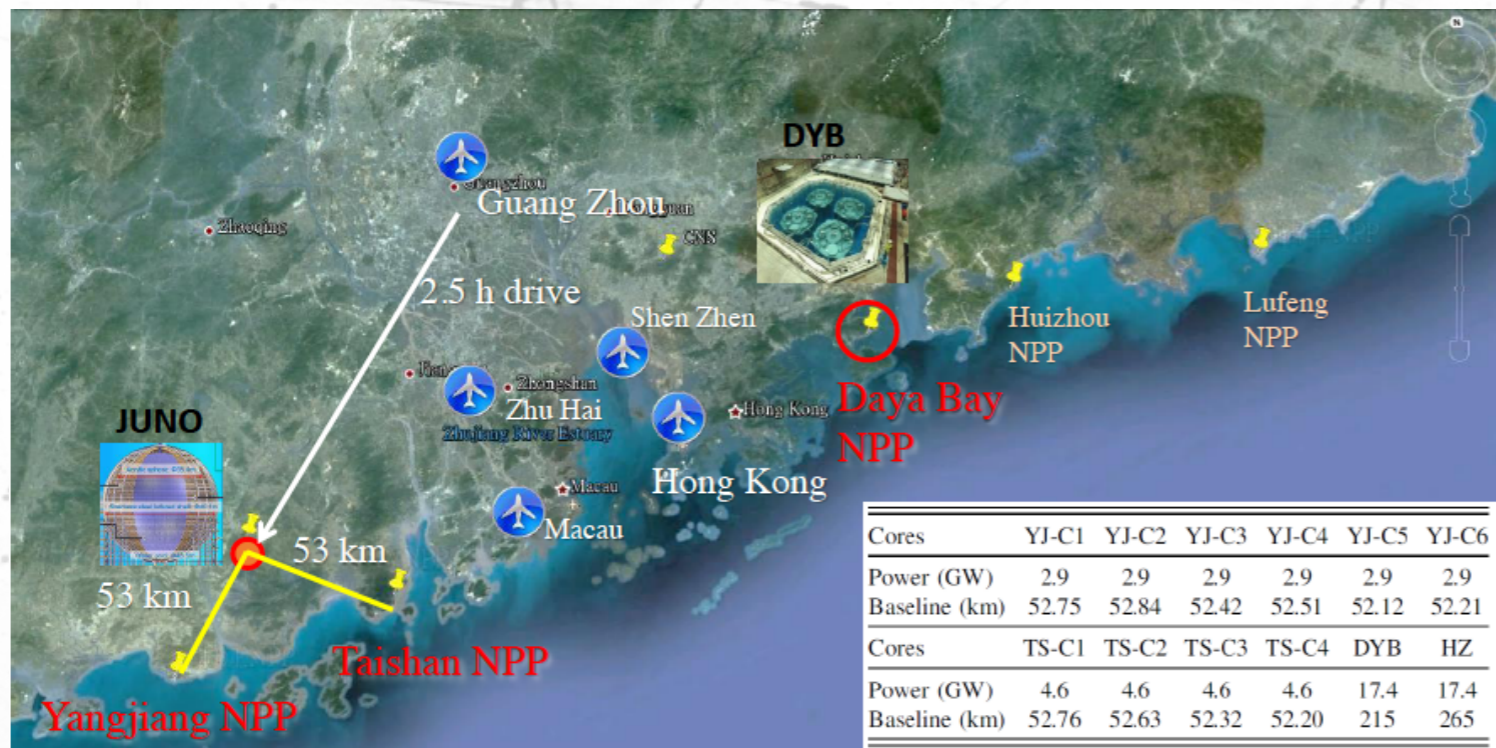 DYB
Guangzhou
Guang Zhou
Zhaoqing
CNS
2.5 h drive
Shen Zhen
Huizhou
NPP
Lufeng
NPP
Zhongshan
Zhu Hai
Zhujiang River Estuary
Hong Kong
Daya Bay
NPP
JUNO
Hong Kong
Macau
Macau
53 km
53 km
Taishan NPP
Yangjiang NPP
Cores YJ-C1 YJ-C2 YJ-C3 YJ-C4 YJ-C5 YJ-C6
Power (GW) 2.9 2.9 2.9 2.9 2.9 2.9
Baseline (km) 52.75 52.84 52.42 52.51 52.12 52.21
Cores TS-C1 TS-C2 TS-C3 TS-C4 DYB HZ
Power (GW) 4.6 4.6 4.6 4.6 17.4 17.4
Baseline (km) 52.76 52.63 52.32 52.20 215 265
N